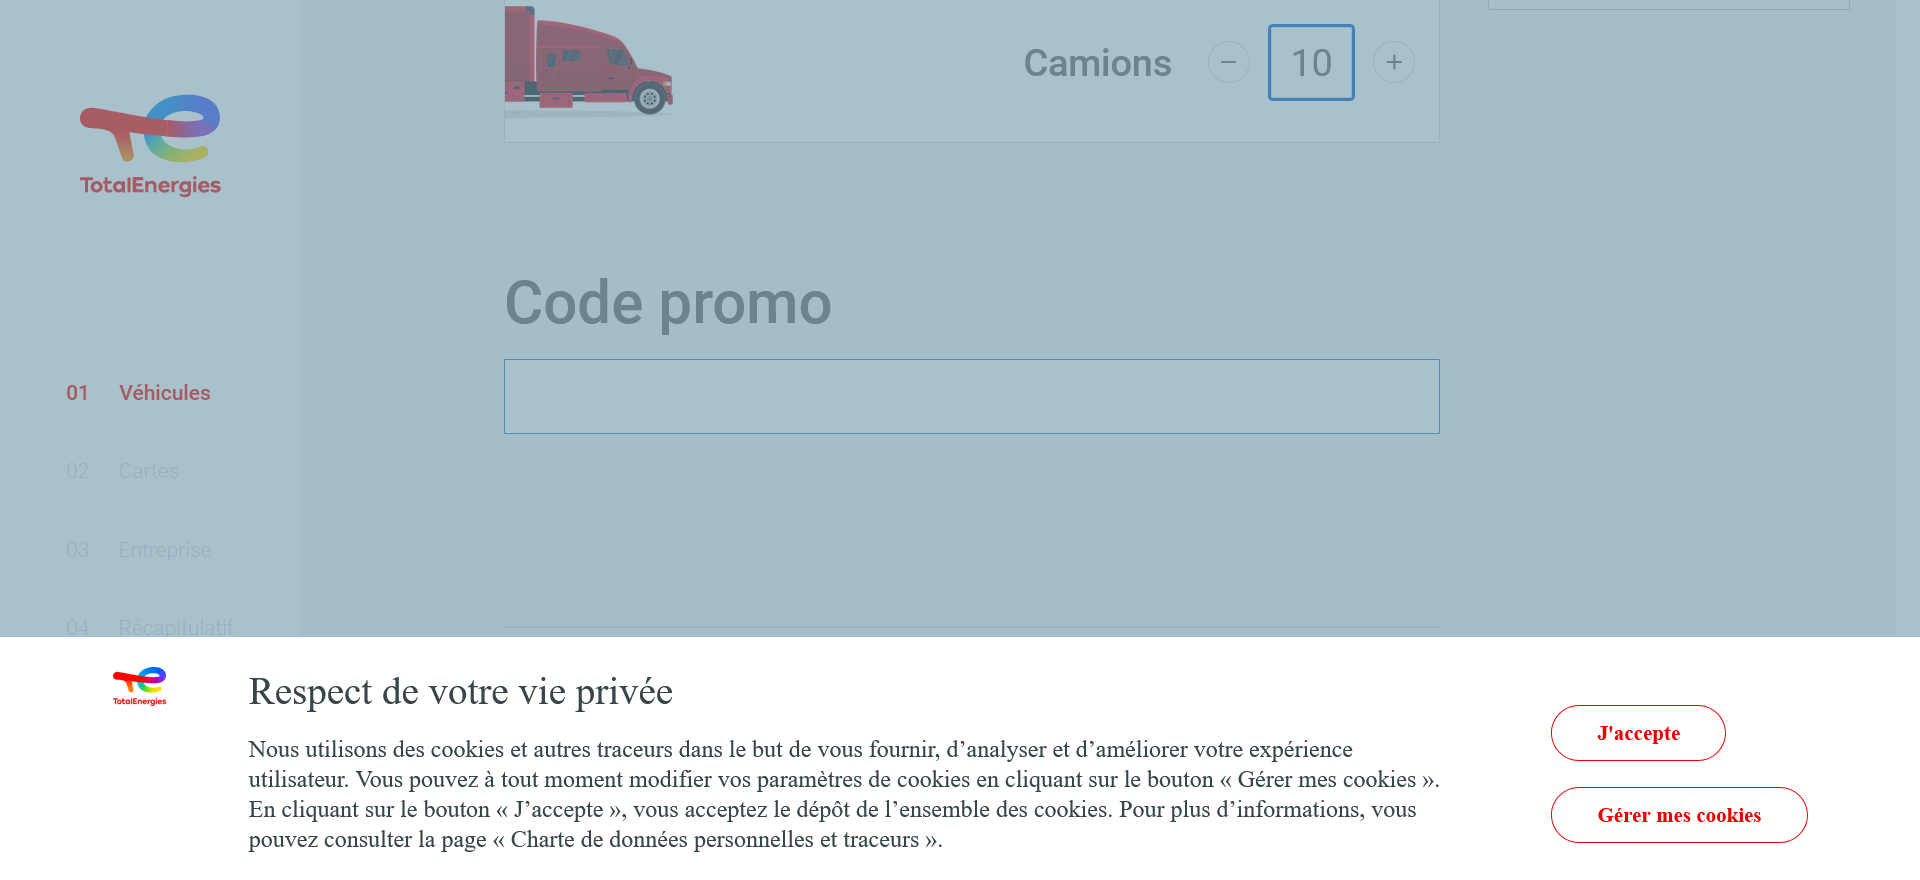 Camions
10
TotalEnergies
Code promo
01 Véhicules
02 Cartes
03 Entreprise
04 Récapitulatif
TotalEnergies
Respect de votre vie privée
Nous utilisons des cookies et autres traceurs dans le but de vous fournir, d’analyser et d’améliorer votre expérience
utilisateur. Vous pouvez à tout moment modifier vos paramètres de cookies en cliquant sur le bouton « Gérer mes cookies ».
En cliquant sur le bouton « J’accepte », vous acceptez le dépôt de l’ensemble des cookies. Pour plus d’informations, vous
pouvez consulter la page « Charte de données personnelles et traceurs ».
J'accepte
Gérer mes cookies